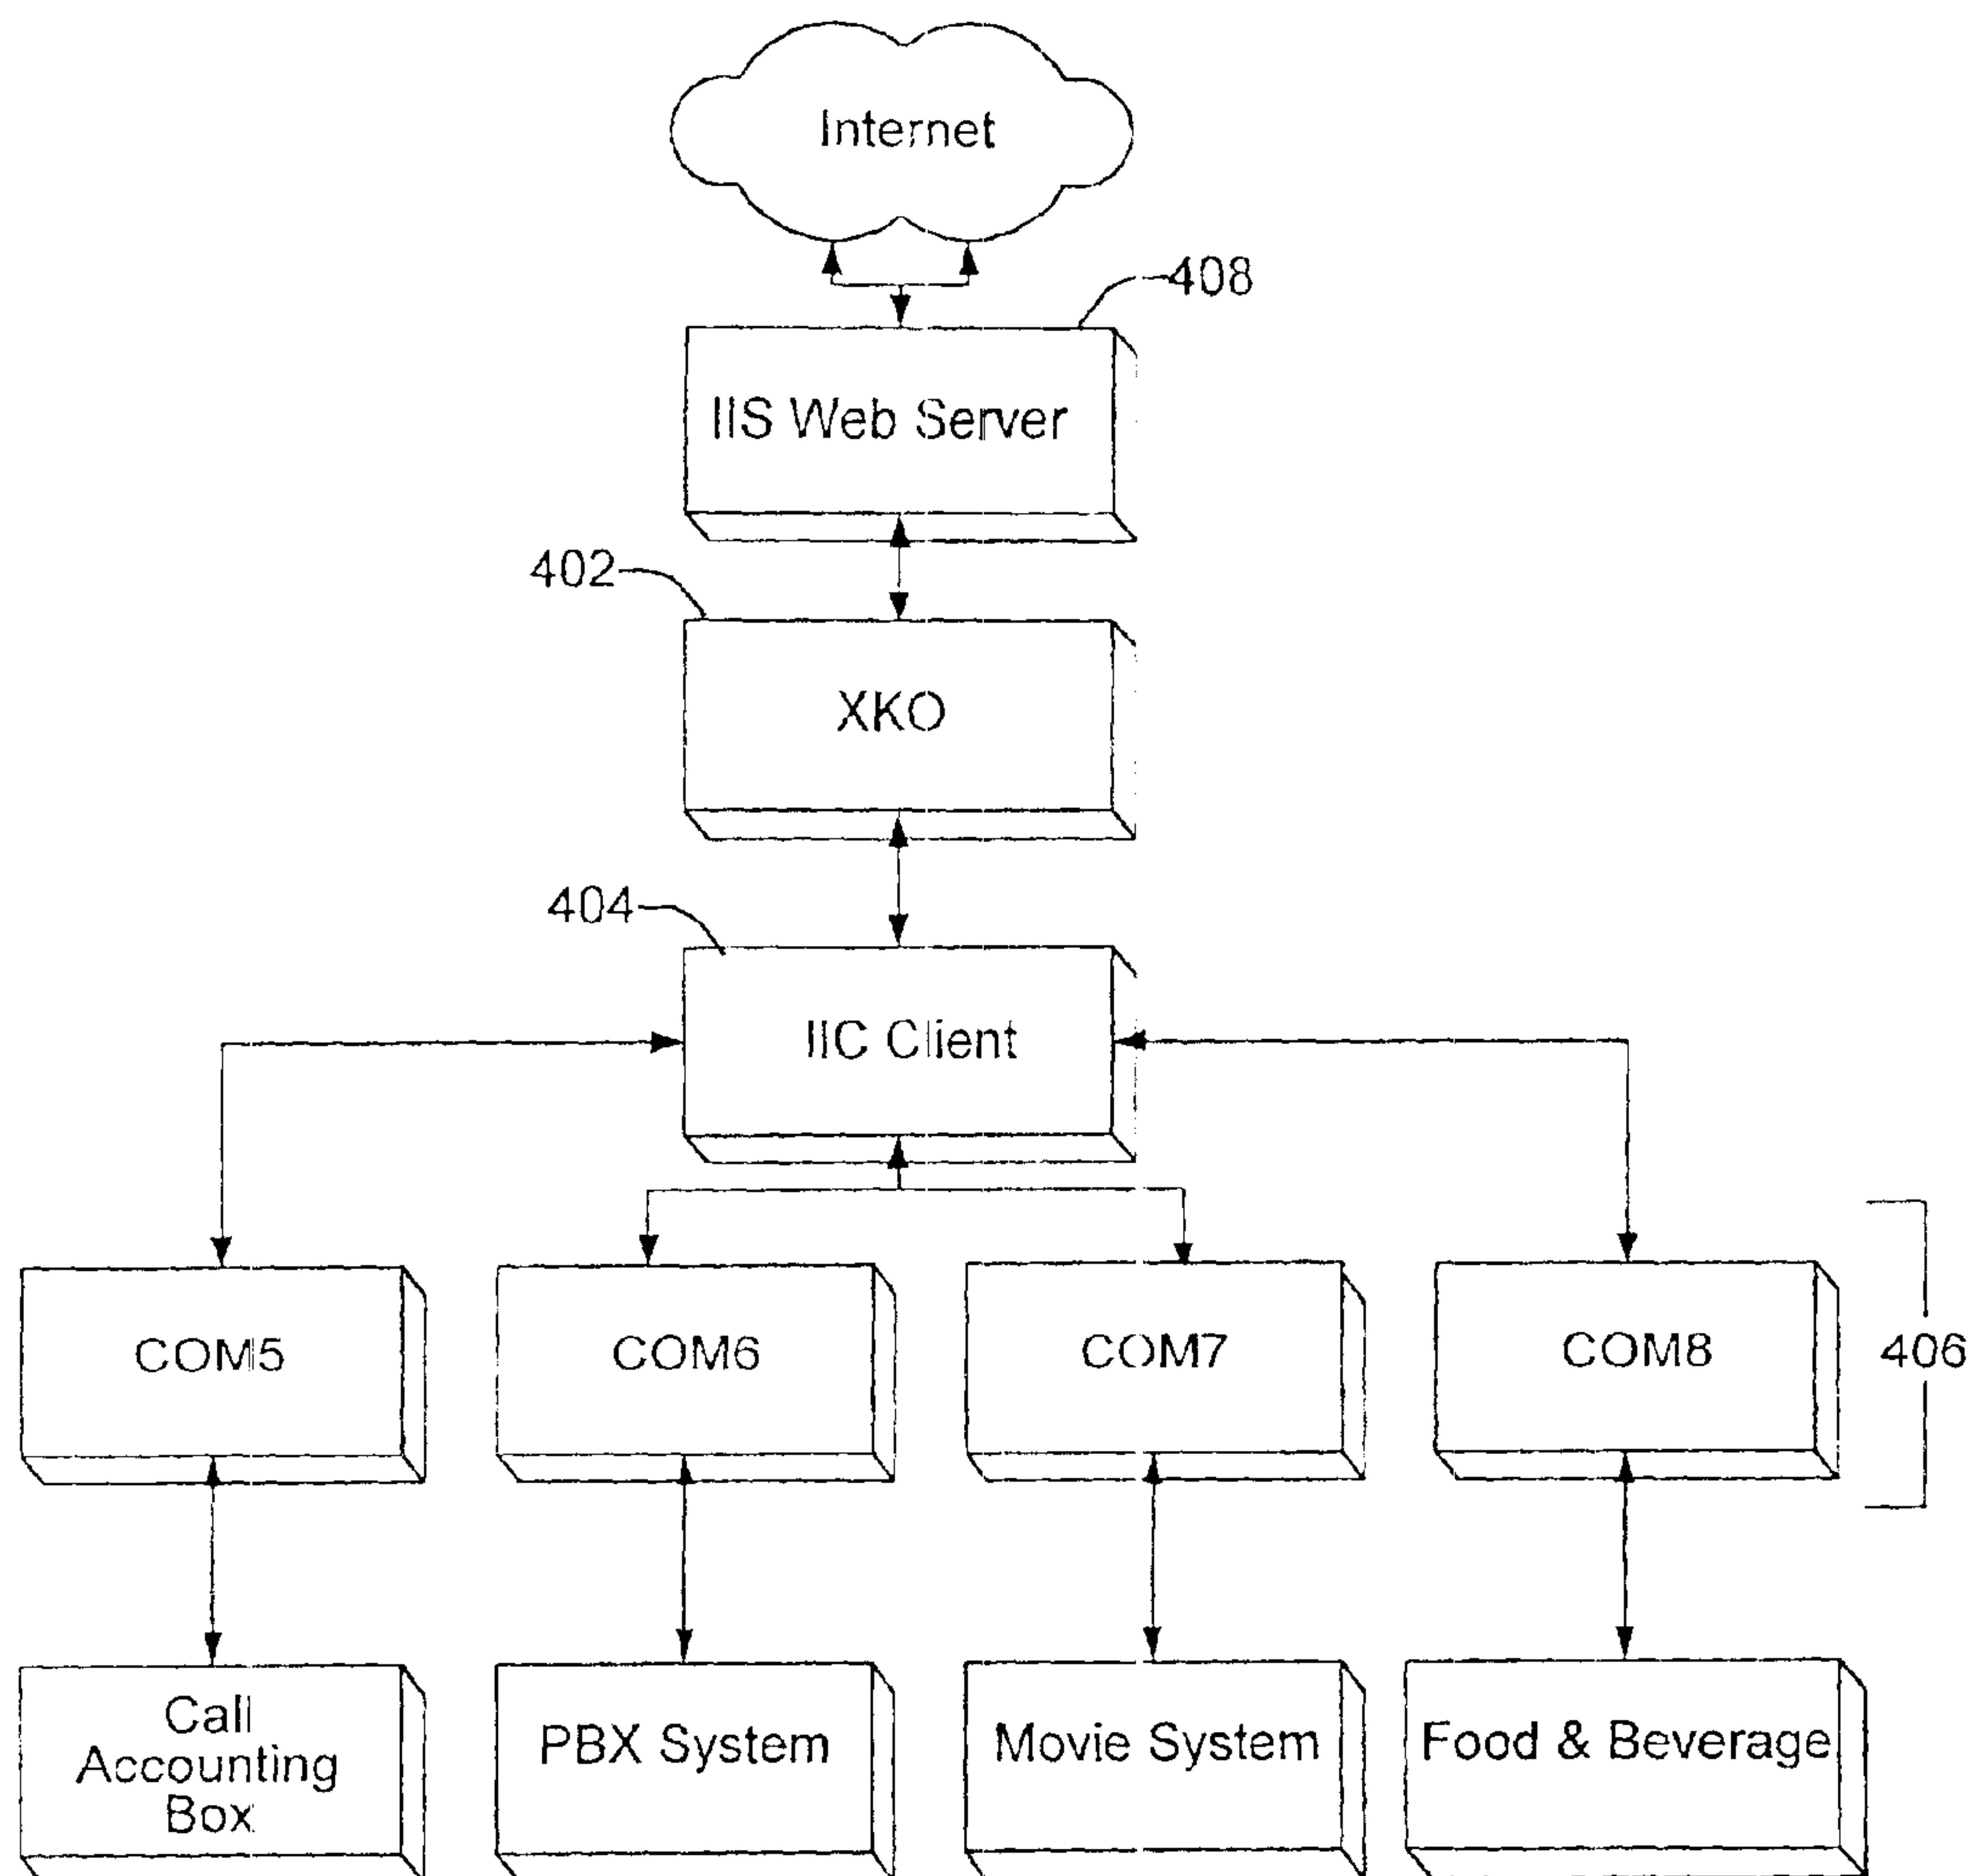 Internet
408
IIS Web Server
402
XKO
404
IIC Client
COM5
COM6
COM7
COM8
406
Call
Accounting
Box
PBX System
Movie System
Food & Beverage